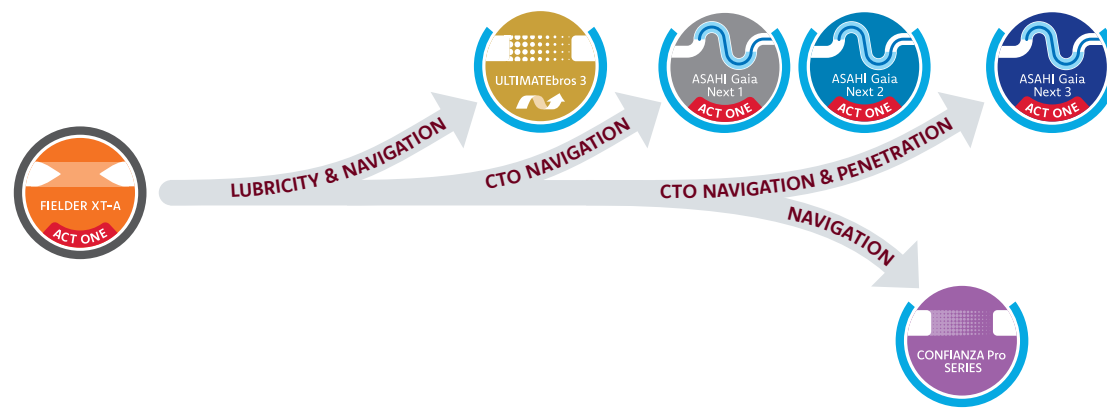 ULTIMATEbros 3
ASAHI Gaia
Next 1
ACT ONE
ASAHI Gaia
Next 2
ACT ONE
ASAHI Gaia
Next 3
ACT ONE
LUBRICITY & NAVIGATION
CTO NAVIGATION
CTO NAVIGATION & PENETRATION
FIELDER XT-A
ACT ONE
NAVIGATION
CONFIANZA Pro
SERIES